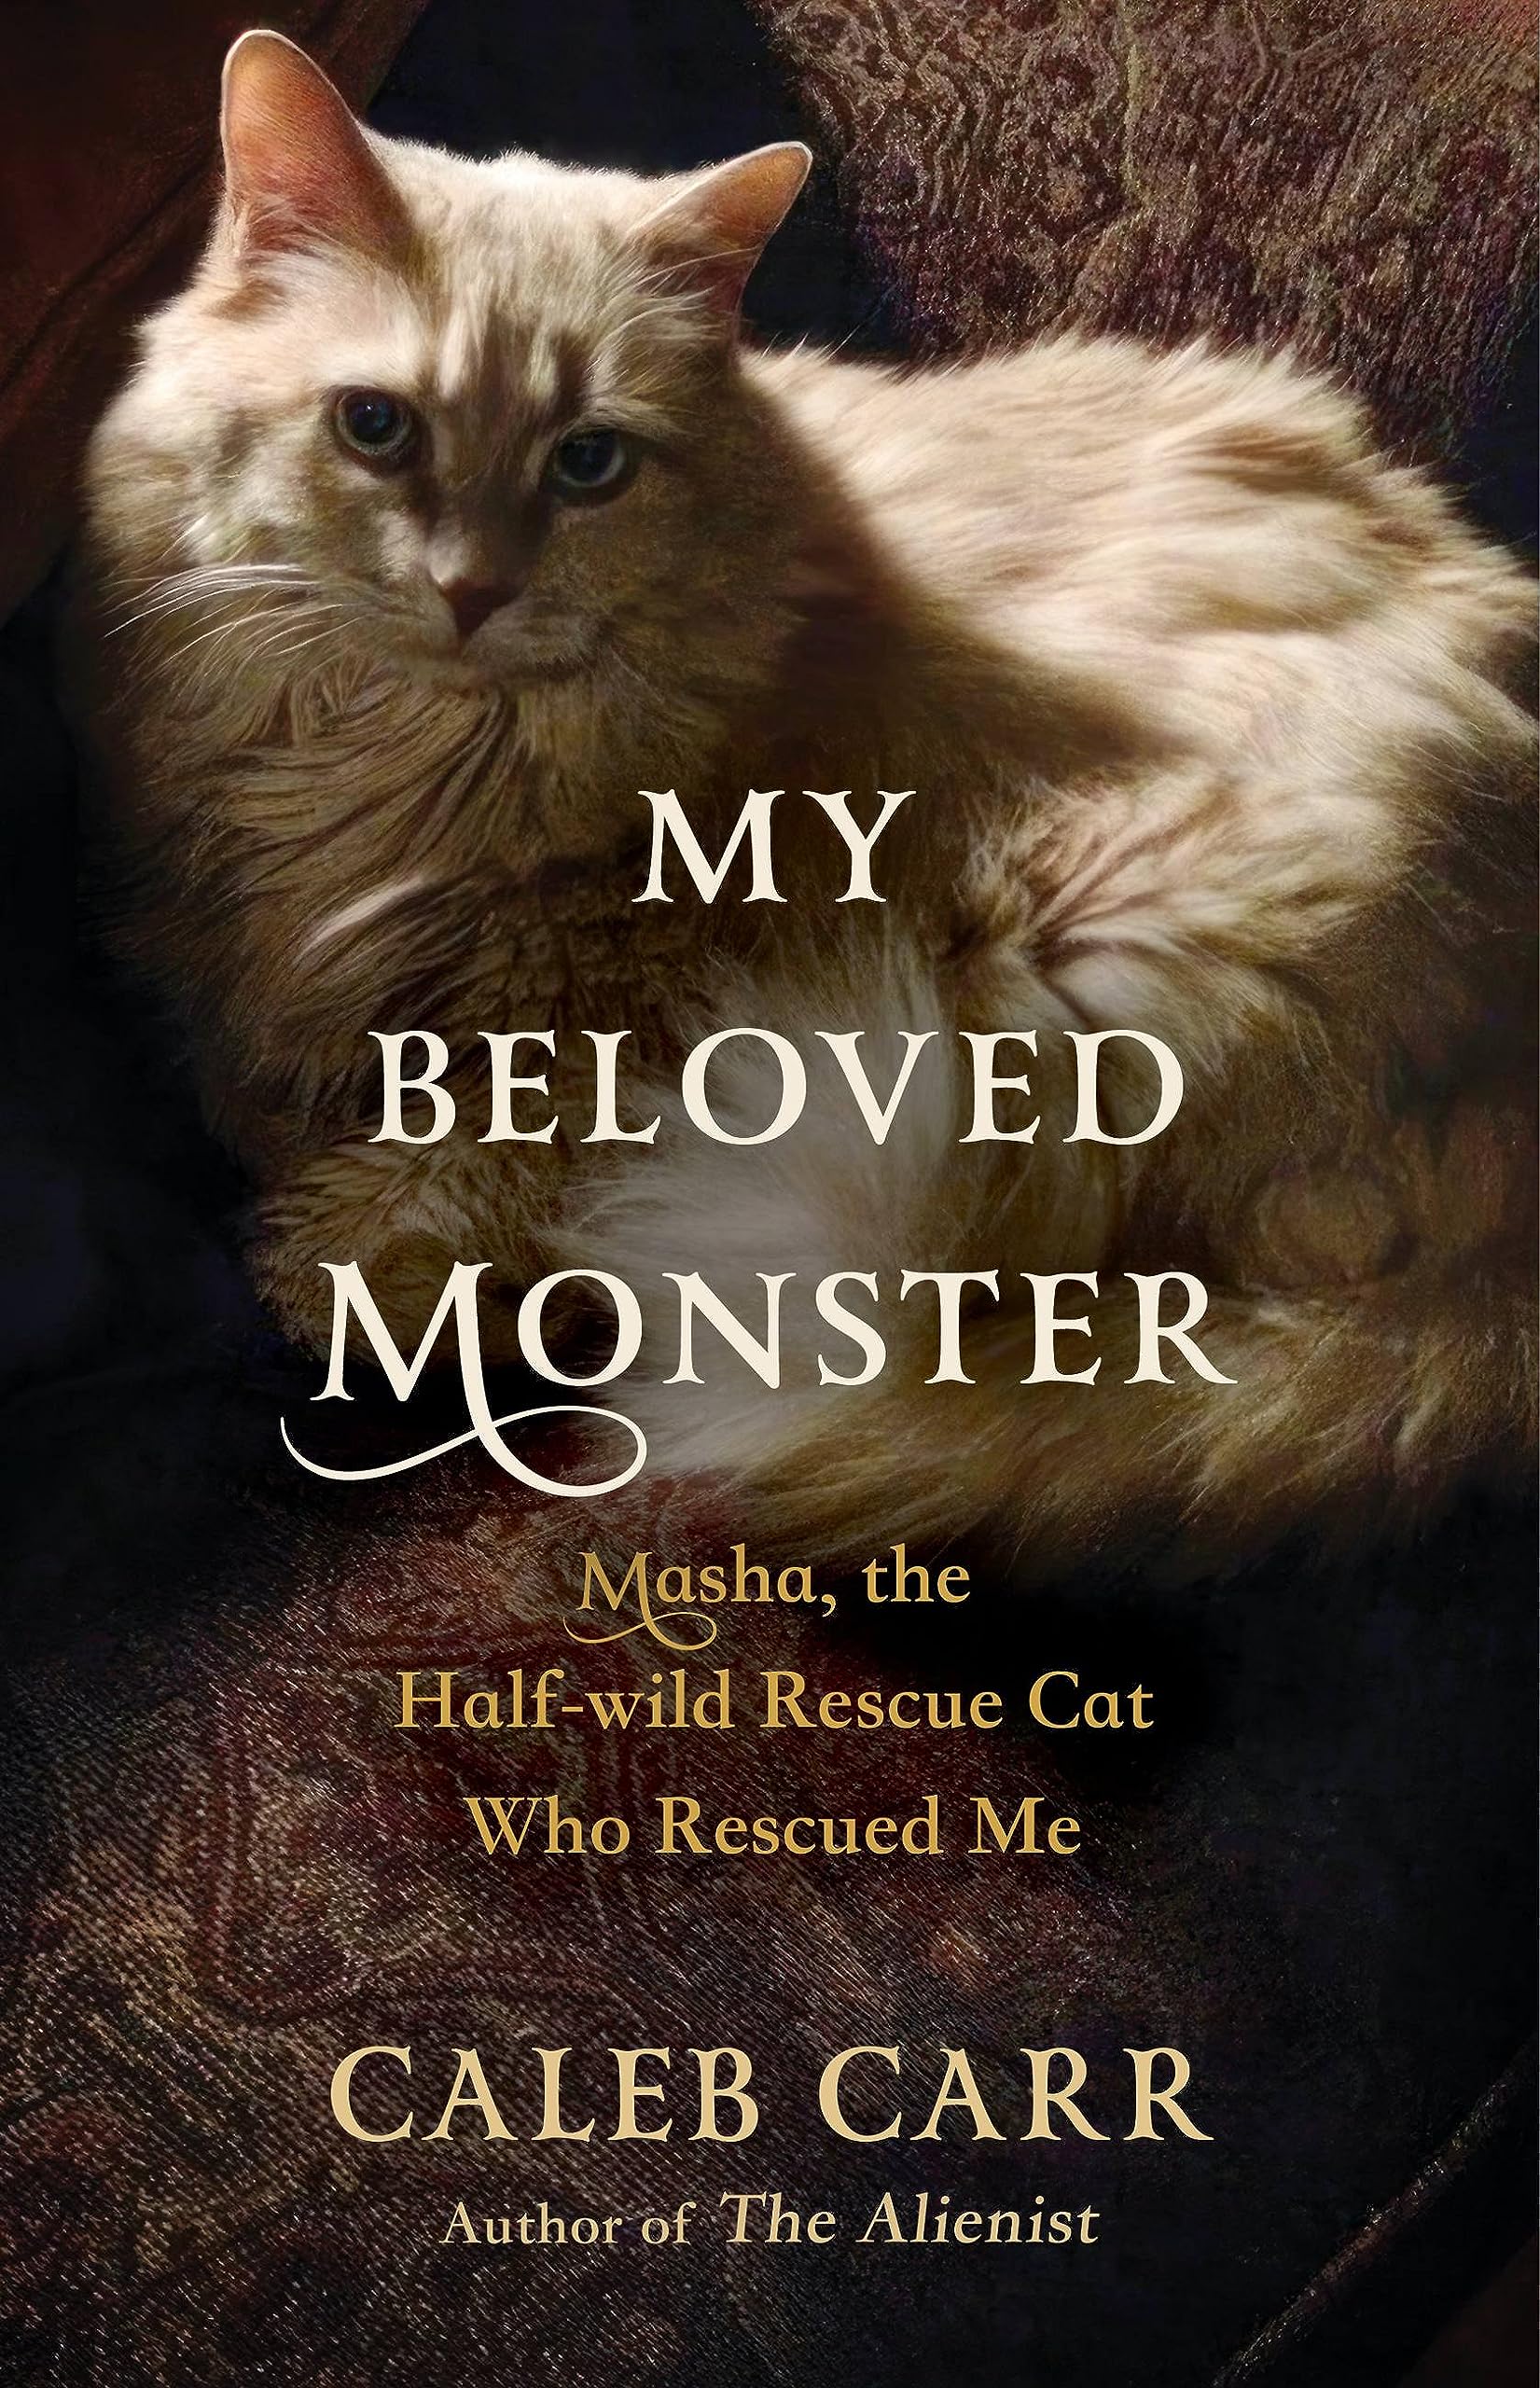 MY
BELOVED
MONSTER
Masha, the
Half-wild Rescue Cat
Who Rescued Me
CALEB CARR
Author of The Alienist